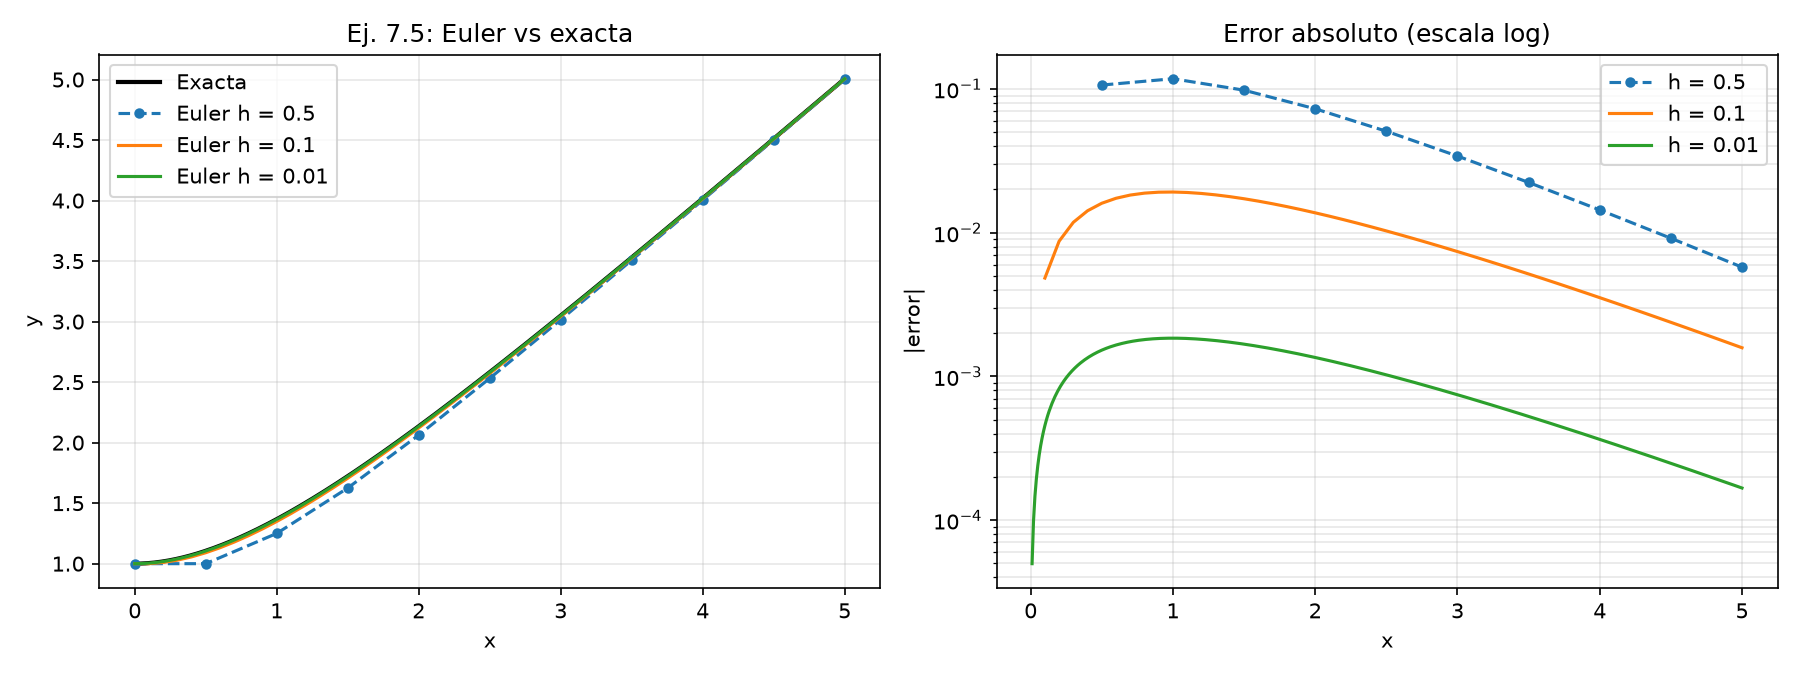 Ej. 7.5: Euler vs exacta
Exacta
Euler h = 0.5
Euler h = 0.1
Euler h = 0.01
5.0
4.5
4.0
3.5
3.0
2.5
2.0
1.5
1.0
y
0 1 2 3 4 5
x
Error absoluto (escala log)
h = 0.5
h = 0.1
h = 0.01
10⁻¹
10⁻²
10⁻³
10⁻⁴
|error|
0 1 2 3 4 5
x